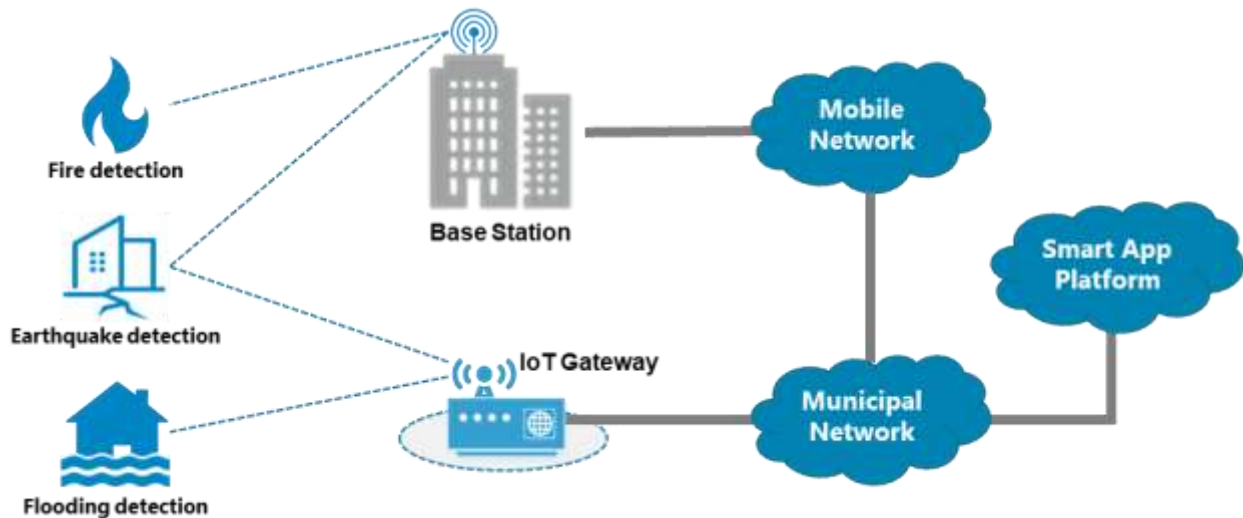 Fire detection
Earthquake detection
Flooding detection
Base Station
IoT Gateway
Mobile
Network
Municipal
Network
Smart App
Platform